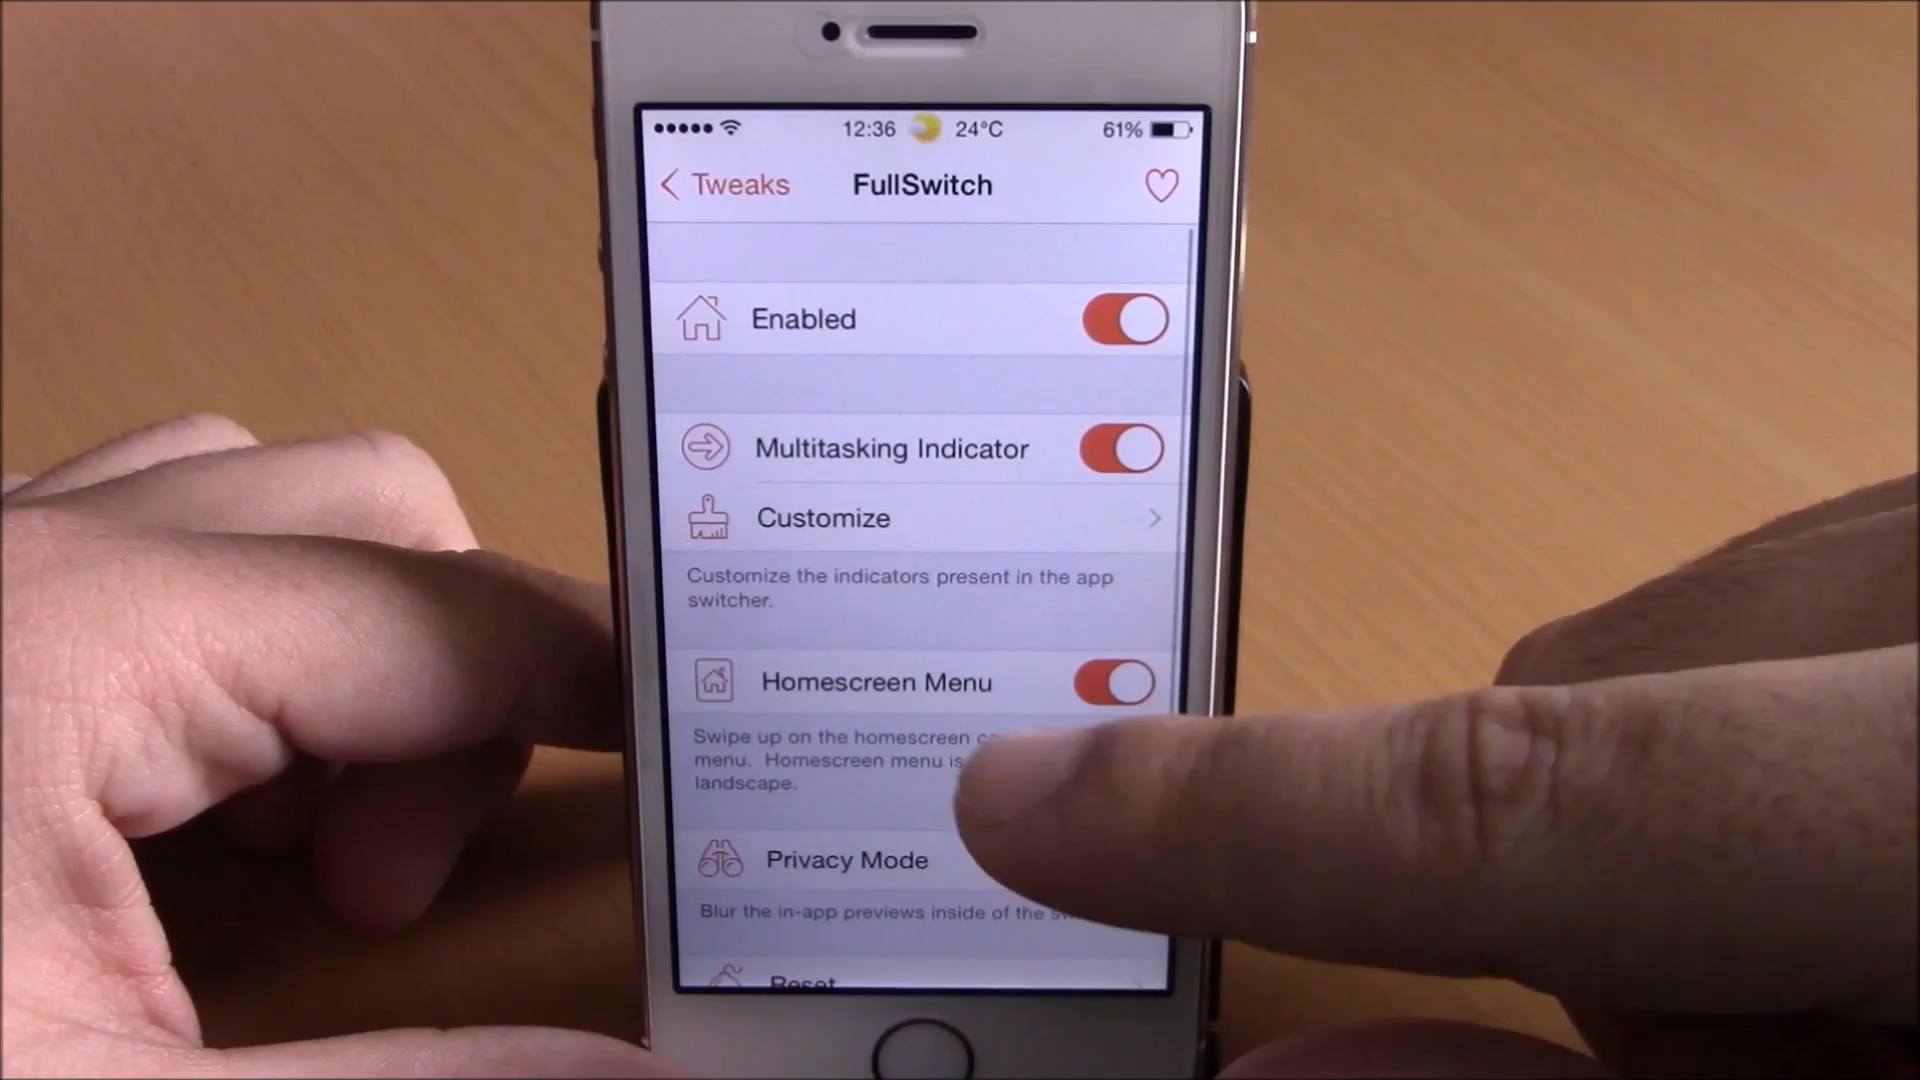 12:36 24°C 61%
Tweaks FullSwitch
Enabled
Multitasking Indicator
Customize
Customize the indicators present in the app
switcher.
Homescreen Menu
Swipe up on the homescreen
menu. Homescreen menu is
landscape.
Privacy Mode
Blur the in-app previews inside of the
Reset